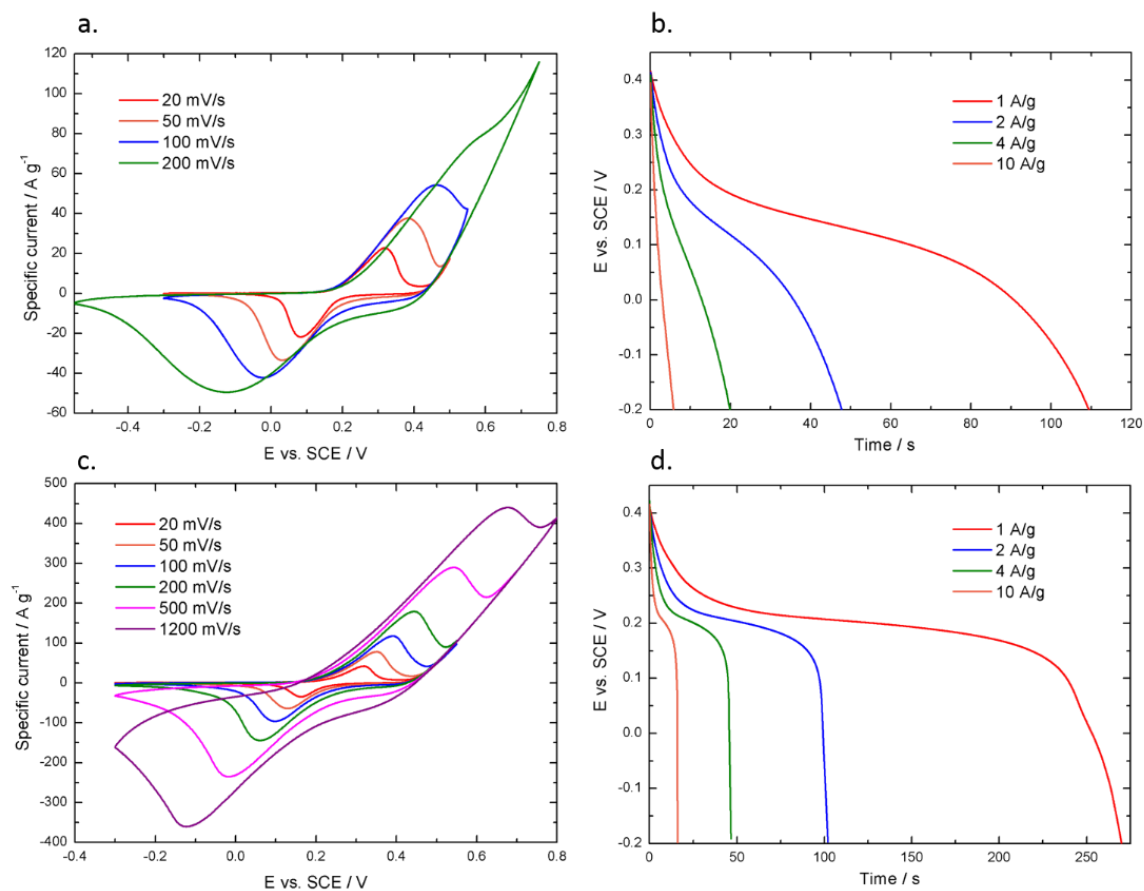 a.
120
100
80
60
40
20
0
-20
-40
-60
-0.4
-0.2
0.0
0.2
0.4
0.6
0.8
Specific current / A g⁻¹
E vs. SCE / V
20 mV/s
50 mV/s
100 mV/s
200 mV/s
b.
0.4
0.3
0.2
0.1
0.0
-0.1
-0.2
0
20
40
60
80
100
120
E vs. SCE / V
Time / s
1 A/g
2 A/g
4 A/g
10 A/g
c.
500
400
300
200
100
0
-100
-200
-300
-400
-0.4
-0.2
0.0
0.2
0.4
0.6
0.8
Specific current / A g⁻¹
E vs. SCE / V
20 mV/s
50 mV/s
100 mV/s
200 mV/s
500 mV/s
1200 mV/s
d.
0.4
0.3
0.2
0.1
0.0
-0.1
-0.2
0
50
100
150
200
250
E vs. SCE / V
Time / s
1 A/g
2 A/g
4 A/g
10 A/g